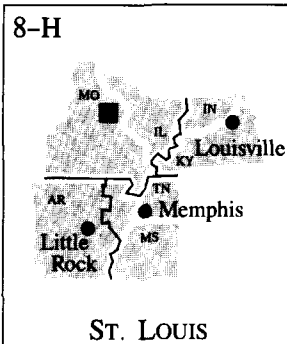 8-H
MO
IN
IL
Louisville
KY
TN
AR
Memphis
Little
Rock
MS
ST. LOUIS